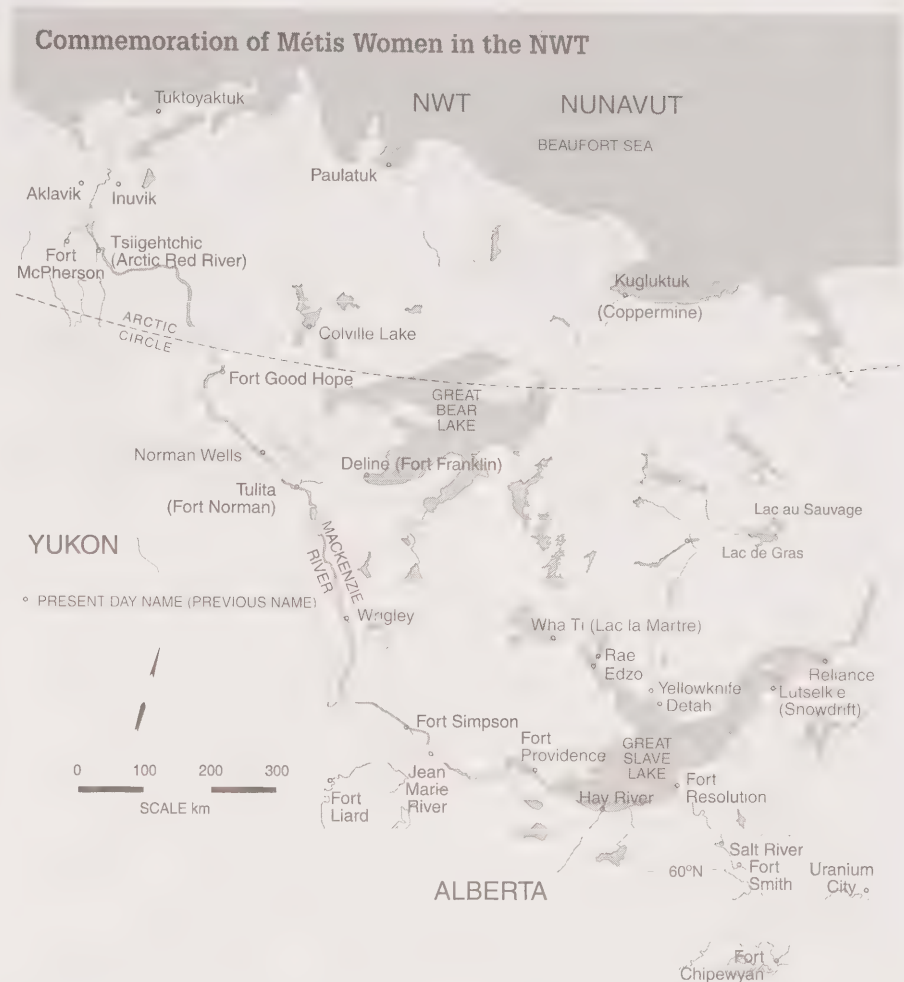 Commemoration of Métis Women in the NWT
Tuktoyaktuk
NWT
NUNAVUT
BEAUFORT SEA
Paulatuk
Aklavik
Inuvik
Fort
McPherson
Tsiigehtchic
(Arctic Red River)
Kugluktuk
(Coppermine)
ARCTIC
CIRCLE
Colville Lake
Fort Good Hope
GREAT
BEAR
LAKE
Norman Wells
Deline (Fort Franklin)
Tulita
(Fort Norman)
Lac au Sauvage
Lac de Gras
YUKON
MACKENZIE
RIVER
PRESENT DAY NAME (PREVIOUS NAME)
Wrigley
Wha Ti (Lac la Martre)
Rae
Edzo
Reliance
Yellowknife
Detah
Lutselk'e
(Snowdrift)
Fort Simpson
Fort
Providence
GREAT
SLAVE
LAKE
0 100 200 300
SCALE km
Fort
Liard
Jean
Marie
River
Hay River
Fort
Resolution
Salt River
60°N
Fort
Smith
Uranium
City
ALBERTA
Fort
Chipewyan